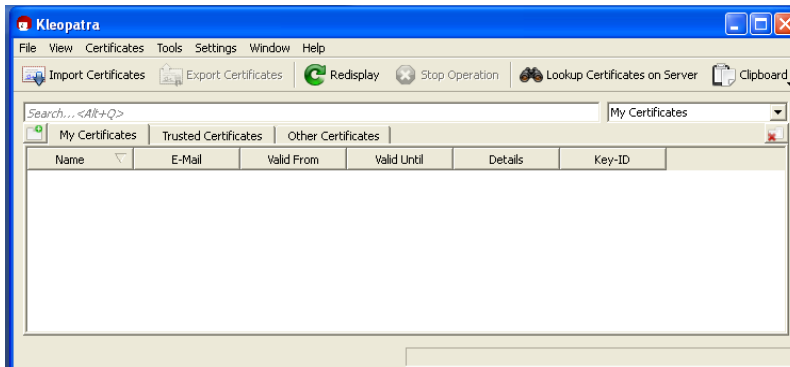 Kleopatra
File View Certificates Tools Settings Window Help
Import Certificates Export Certificates Redisplay Stop Operation Lookup Certificates on Server Clipboard
Search...<Alt+Q> My Certificates
My Certificates Trusted Certificates Other Certificates
Name E-Mail Valid From Valid Until Details Key-ID